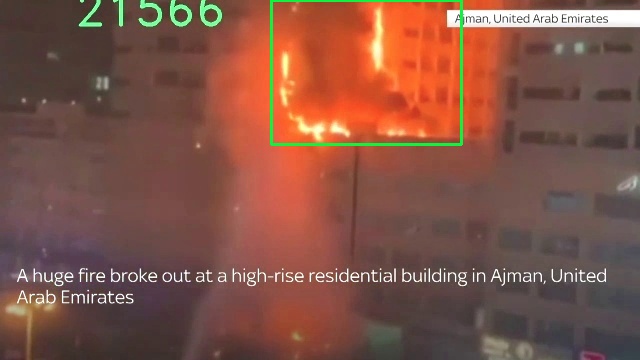 21566
Ajman, United Arab Emirates
A huge fire broke out at a high-rise residential building in Ajman, United
Arab Emirates